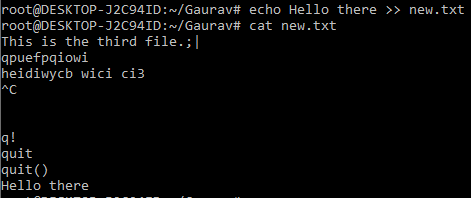 root@DESKTOP-J2C94ID:~/Gaurav# echo Hello there >> new.txt
root@DESKTOP-J2C94ID:~/Gaurav# cat new.txt
This is the third file.;|
qpuefpqiowi
heidiwycb wici ci3
^C
q!
quit
quit()
Hello there